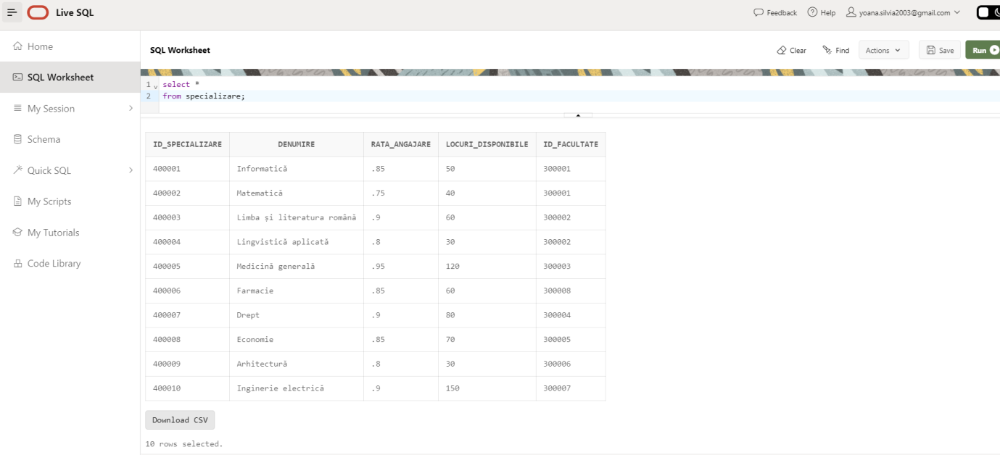 Live SQL
Feedback Help yoana.silvia2003@gmail.com
Home
SQL Worksheet
My Session
Schema
Quick SQL
My Scripts
My Tutorials
Code Library
SQL Worksheet
Clear Find Actions Save Run
1 select *
2 from specializare;
ID_SPECIALIZARE DENUMIRE RATA_ANGAJARE LOCURI_DISPONIBILE ID_FACULTATE
400001 Informatică .85 50 300001
400002 Matematică .75 40 300001
400003 Limba și literatura română .9 60 300002
400004 Lingvistică aplicată .8 30 300002
400005 Medicină generală .95 120 300003
400006 Farmacie .85 60 300008
400007 Drept .9 80 300004
400008 Economie .85 70 300005
400009 Arhitectură .8 30 300006
400010 Inginerie electrică .9 150 300007
Download CSV
10 rows selected.